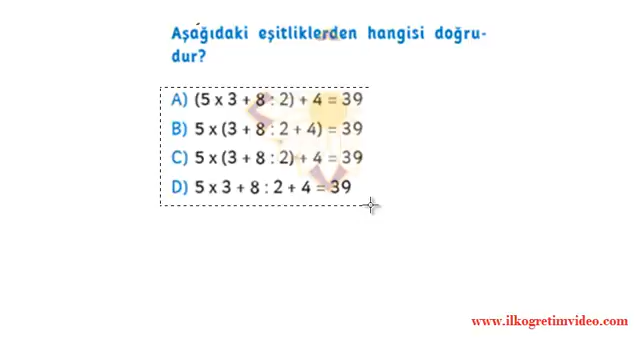 Aşağıdaki eşitliklerden hangisi doğru-
dur?
A) (5 x 3 + 8 : 2) + 4 = 39
B) 5 x (3 + 8 : 2 + 4) = 39
C) 5 x (3 + 8 : 2) + 4 = 39
D) 5 x 3 + 8 : 2 + 4 = 39
www.ilkogretimvideo.com